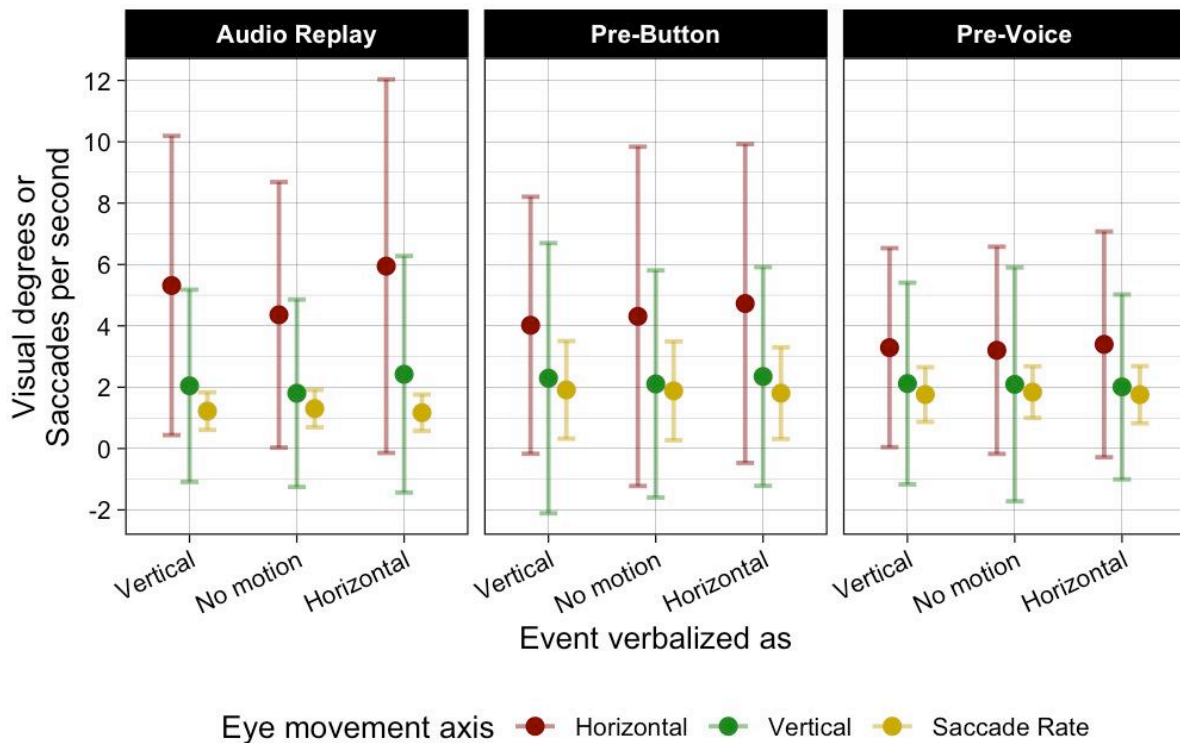 Audio Replay
Pre-Button
Pre-Voice
Visual degrees or
Saccades per second
12
10
8
6
4
2
0
-2
Vertical
No motion
Horizontal
Vertical
No motion
Horizontal
Vertical
No motion
Horizontal
Event verbalized as
Eye movement axis Horizontal Vertical Saccade Rate